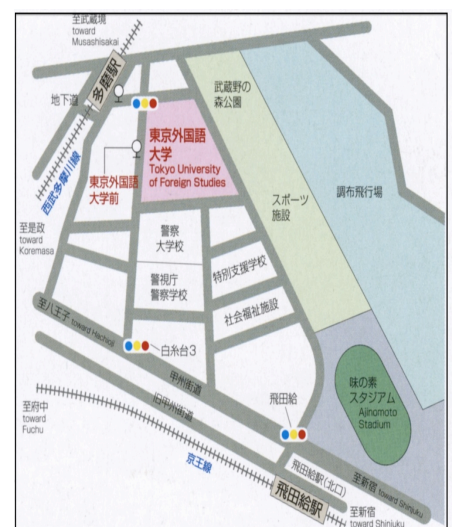 至武蔵境
toward
Musashisakai
多磨駅
地下道
西武多摩川線
至是政
toward
Koremasa
東京外国語
大学前
東京外国語
大学
Tokyo University
of Foreign Studies
武蔵野の
森公園
スポーツ
施設
調布飛行場
警察
大学校
警視庁
警察学校
特別支援学校
社会福祉施設
至八王子 toward Hachioji
白糸台3
甲州街道
旧甲州街道
飛田給
味の素
スタジアム
Ajinomoto
Stadium
至府中
toward
Fuchu
京王線
飛田給駅(北口)
飛田給駅
至新宿 toward Shinjuku
至新宿
toward Shinjuku